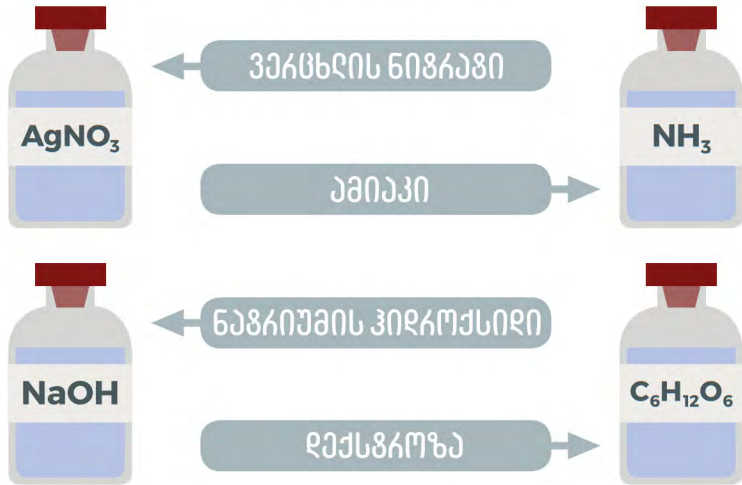 ვერცხლის ნიტრატი
AgNO₃
NH₃
ამიაკი
ნატრიუმის ჰიდროქსიდი
NaOH
C₆H₁₂O₆
დექსტროზა